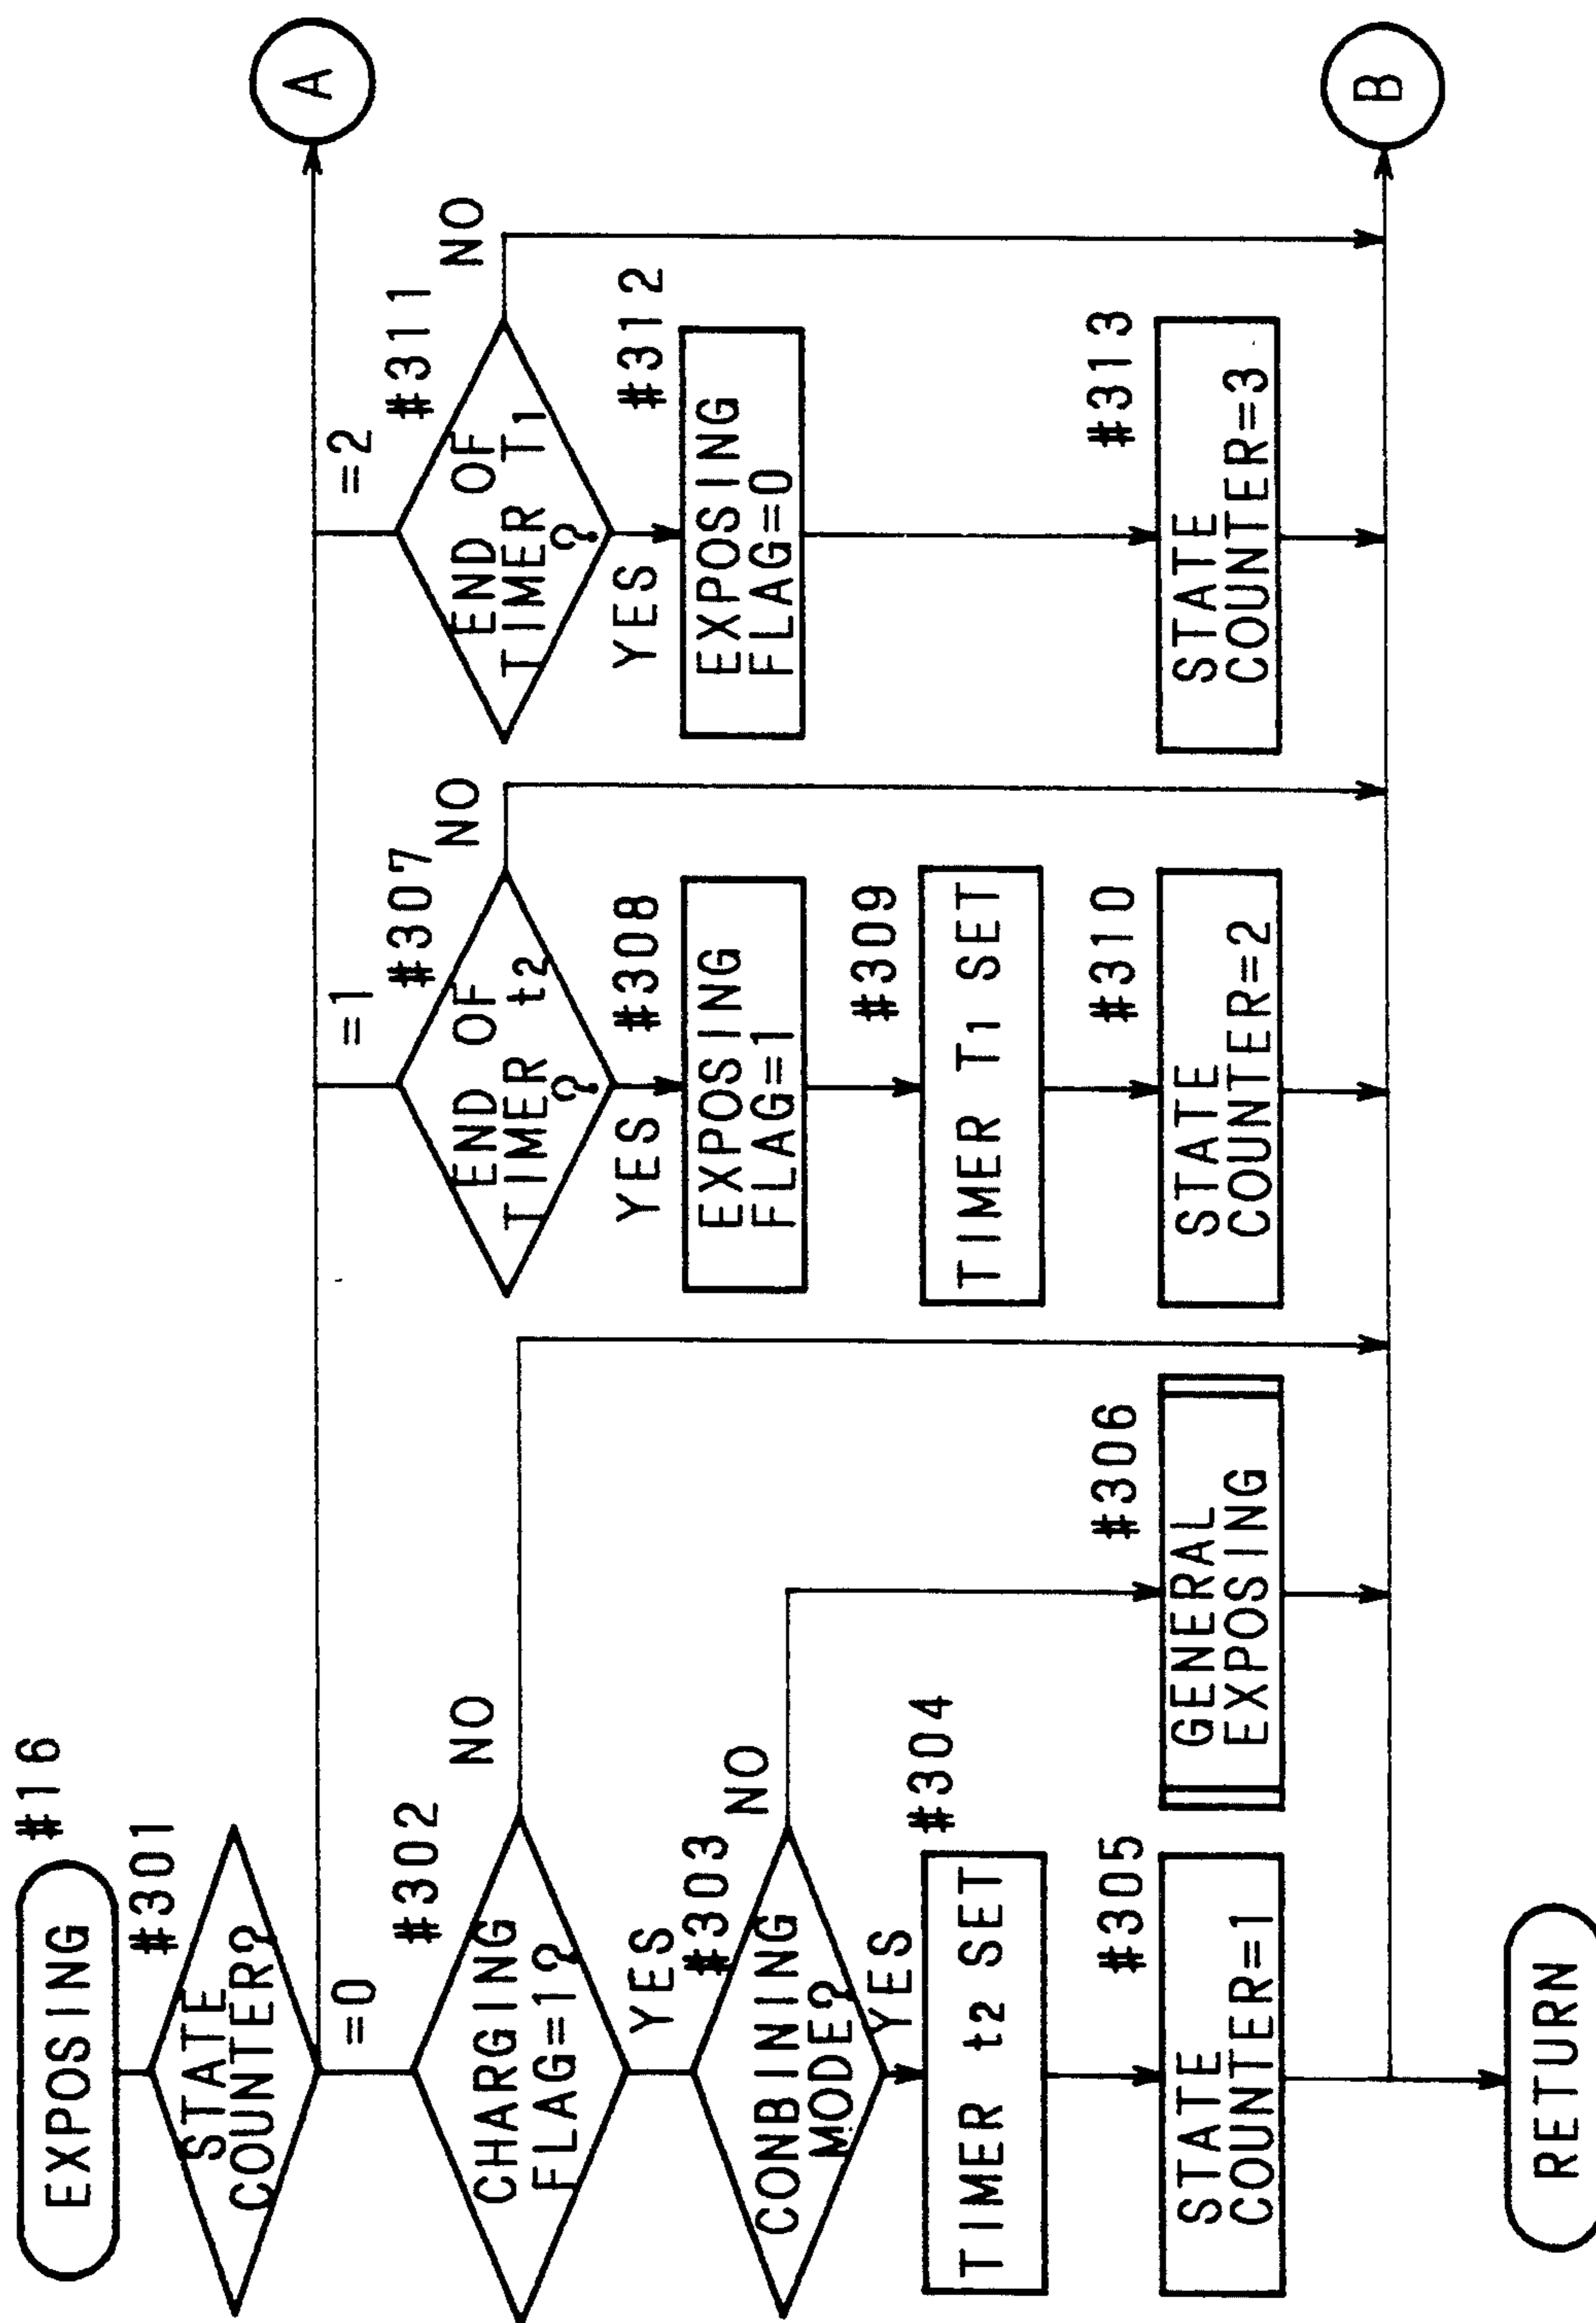 EXPOSING
#16
#301
STATE
COUNTER?
=0
#302
CHARGING
FLAG=1?
NO
YES
#303
CONBINING
MODE?
NO
YES
#304
TIMER t2 SET
#305
STATE
COUNTER=1
#306
GENERAL
EXPOSING
RETURN
=1
#307
END OF
TIMER t2
?
NO
YES
#308
EXPOSING
FLAG=1
#309
TIMER T1 SET
#310
STATE
COUNTER=2
=2
#311
END OF
TIMER T1
?
NO
YES
#312
EXPOSING
FLAG=0
#313
STATE
COUNTER=3
A
B